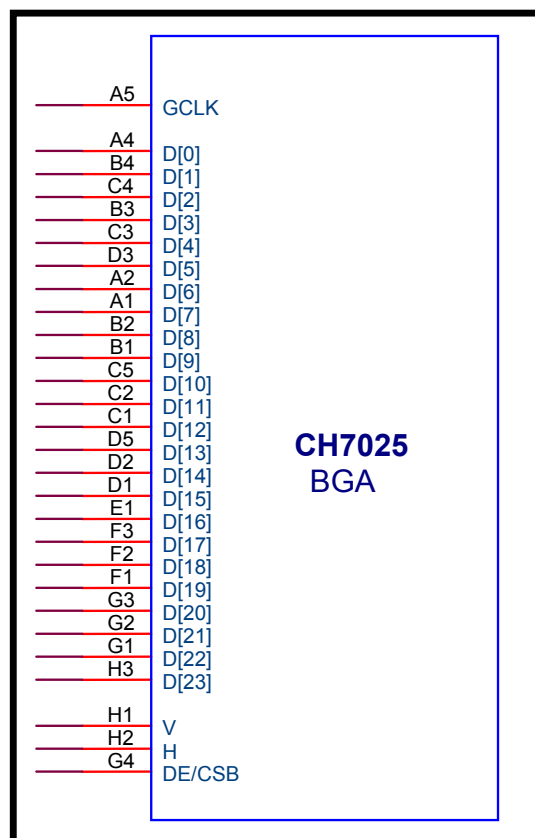 A5 GCLK
A4 D[0]
B4 D[1]
C4 D[2]
B3 D[3]
C3 D[4]
D3 D[5]
A2 D[6]
A1 D[7]
B2 D[8]
B1 D[9]
C5 D[10]
C2 D[11]
C1 D[12]
D5 D[13]
D2 D[14]
D1 D[15]
E1 D[16]
F3 D[17]
F2 D[18]
F1 D[19]
G3 D[20]
G2 D[21]
G1 D[22]
H3 D[23]
H1 V
H2 H
G4 DE/CSB
CH7025
BGA